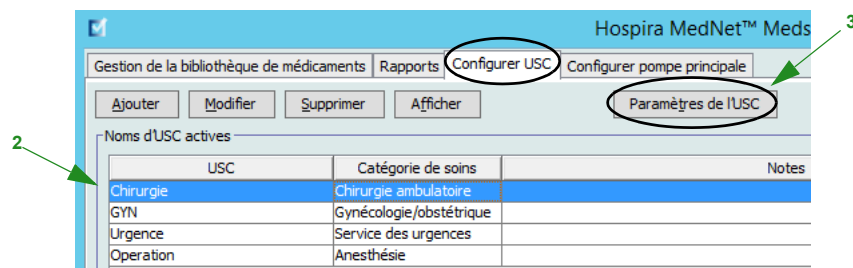 Hospira MedNet™ Meds
3
Gestion de la bibliothèque de médicaments Rapports Configurer USC Configurer pompe principale
Ajouter Modifier Supprimer Afficher Paramètres de l'USC
Noms d'USC actives
2
USC Catégorie de soins Notes
Chirurgie Chirurgie ambulatoire
GYN Gynécologie/obstétrique
Urgence Service des urgences
Operation Anesthésie